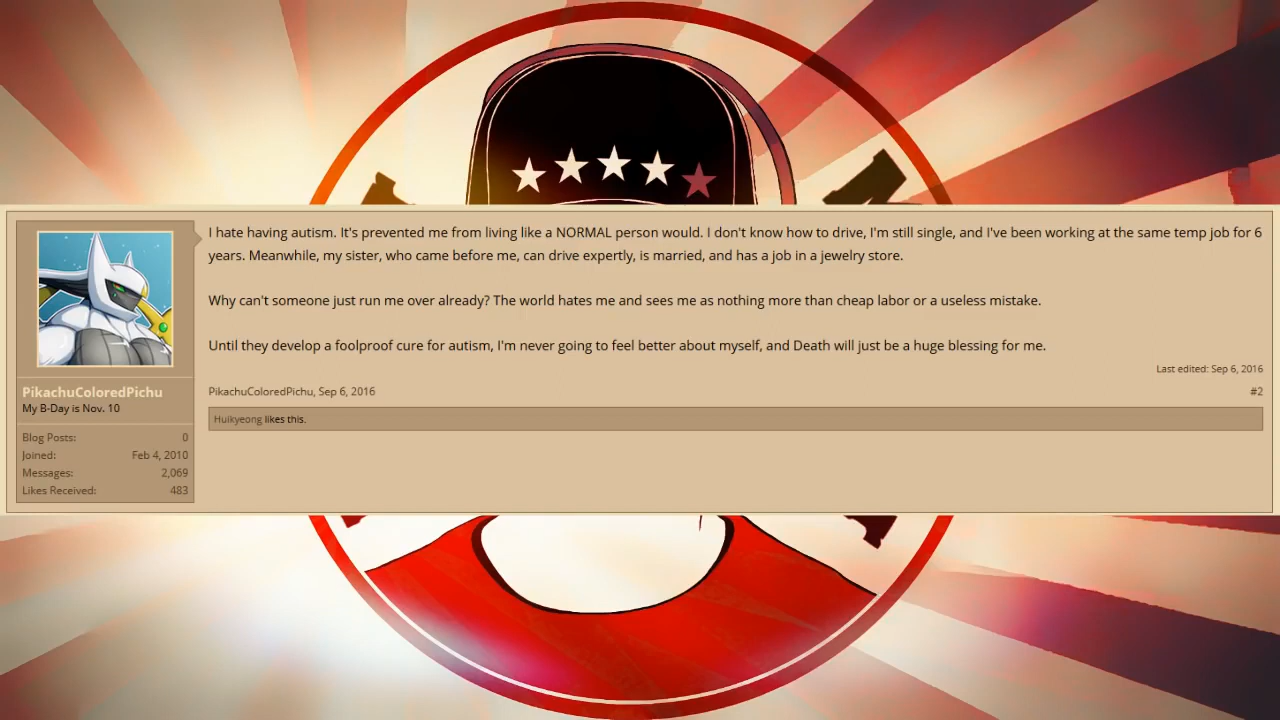 I hate having autism. It's prevented me from living like a NORMAL person would. I don't know how to drive, I'm still single, and I've been working at the same temp job for 6
years. Meanwhile, my sister, who came before me, can drive expertly, is married, and has a job in a jewelry store.
Why can't someone just run me over already? The world hates me and sees me as nothing more than cheap labor or a useless mistake.
Until they develop a foolproof cure for autism, I'm never going to feel better about myself, and Death will just be a huge blessing for me.
Last edited: Sep 6, 2016
PikachuColoredPichu, Sep 6, 2016 #2
Huikyeong likes this.
PikachuColoredPichu
My B-Day is Nov. 10
Blog Posts: 0
Joined: Feb 4, 2010
Messages: 2,069
Likes Received: 483